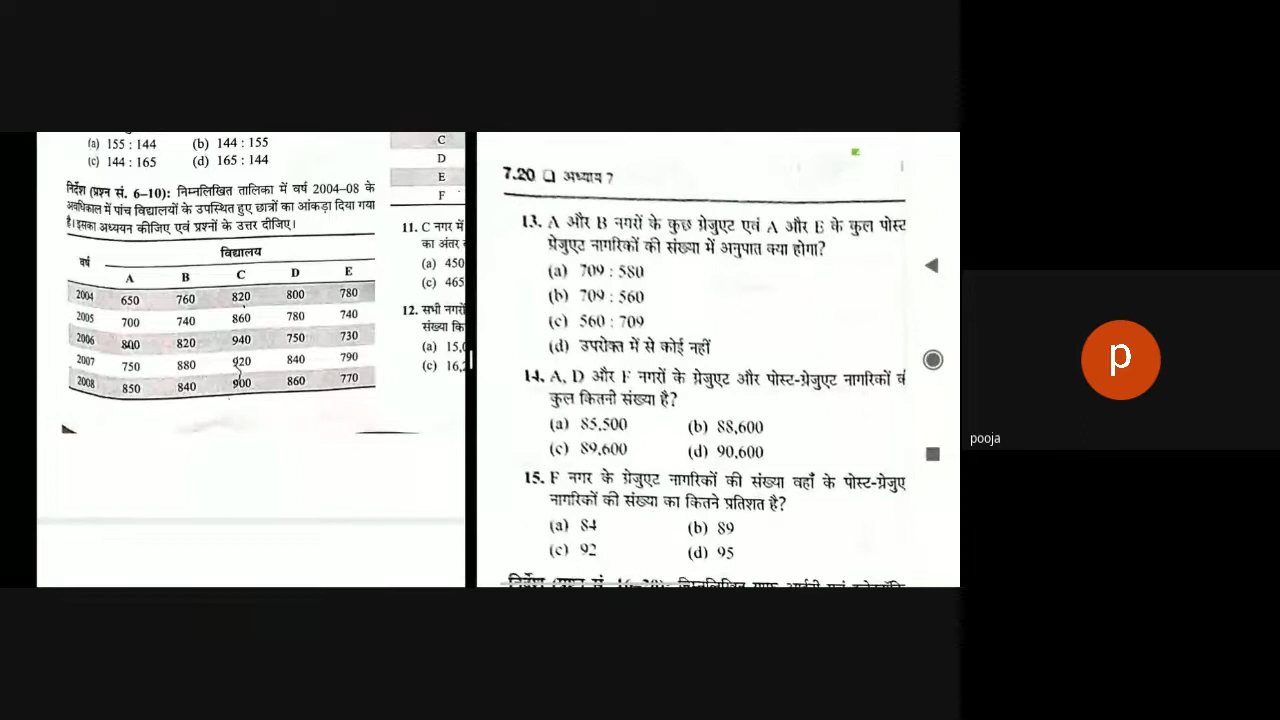 (a) 155 : 144 (b) 144 : 155
(c) 144 : 165 (d) 165 : 144
निर्देश (प्रश्न सं. 6–10): निम्नलिखित तालिका में वर्ष 2004–08 के
अवधिकाल में पांच विद्यालयों के उपस्थित हुए छात्रों का आंकड़ा दिया गया
है। इसका अध्ययन कीजिए एवं प्रश्नों के उत्तर दीजिए।
वर्ष विद्यालय
A B C D E
2004 650 760 820 800 780
2005 700 740 860 780 740
2006 800 820 940 750 730
2007 750 880 920 840 790
2008 850 840 900 860 770
C
D
E
F
11. C नगर में
का अंतर
(a) 450
(c) 465
12. सभी नगरों
संख्या कि
(a) 15,
(c) 16,
7.20 ❑ अध्याय 7
13. A और B नगरों के कुछ ग्रेजुएट एवं A और E के कुल पोस्ट
ग्रेजुएट नागरिकों की संख्या में अनुपात क्या होगा?
(a) 709 : 580
(b) 709 : 560
(c) 560 : 709
(d) उपरोक्त में से कोई नहीं
14. A, D और F नगरों के ग्रेजुएट और पोस्ट-ग्रेजुएट नागरिकों
कुल कितनी संख्या है?
(a) 85,500 (b) 88,600
(c) 89,600 (d) 90,600
15. F नगर के ग्रेजुएट नागरिकों की संख्या वहाँ के पोस्ट-ग्रेजुए
नागरिकों की संख्या का कितने प्रतिशत है?
(a) 84 (b) 89
(c) 92 (d) 95
p
pooja